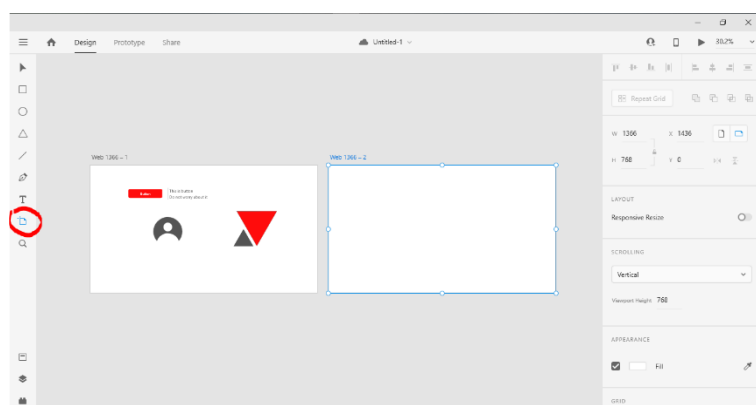 Design Prototype Share
Untitled-1
30,2%
Repeat Grid
W 1366 X 1436
H 768 Y 0
LAYOUT
Responsive Resize
SCROLLING
Vertical
Viewport Height 768
APPEARANCE
Fill
GRID
Web 1366 – 1
Web 1366 – 2
T